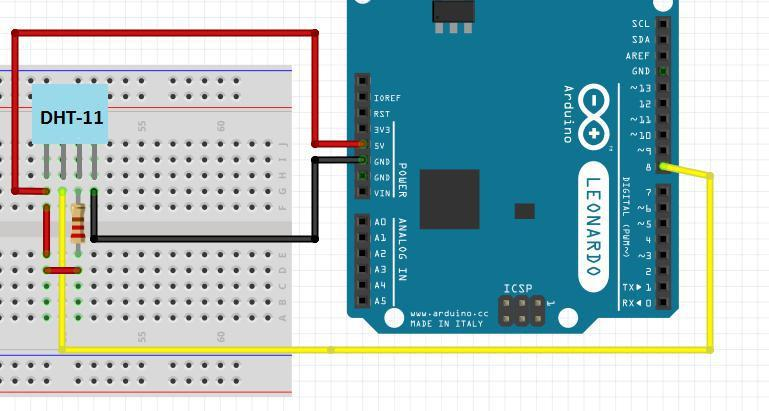 DHT-11
55
60
J
I
H
G
F
E
D
C
B
A
55
60
IOREF
RST
3V3
5V
GND
GND
VIN
POWER
A0
A1
A2
A3
A4
A5
ANALOG IN
www.arduino.cc
MADE IN ITALY
ICSP
1
Arduino
LEONARDO
SCL
SDA
AREF
GND
~13
12
~11
~10
~9
8
7
~6
~5
4
~3
2
TX▶1
RX◀0
DIGITAL (PWM~)